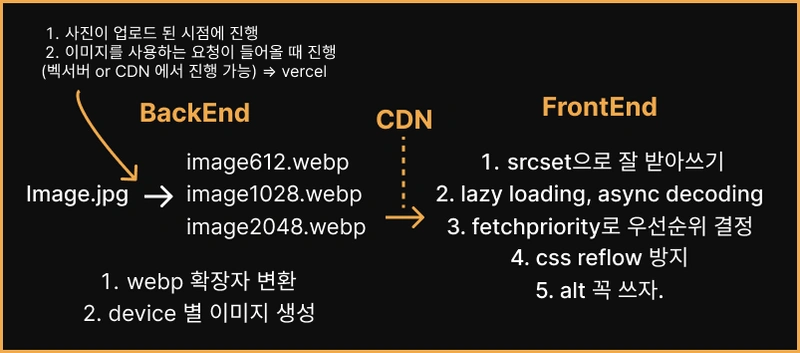 1. 사진이 업로드 된 시점에 진행
2. 이미지를 사용하는 요청이 들어올 때 진행
(벡서버 or CDN 에서 진행 가능) ⇒ vercel
BackEnd
Image.jpg → image612.webp
image1028.webp
image2048.webp
1. webp 확장자 변환
2. device 별 이미지 생성
CDN
FrontEnd
1. srcset으로 잘 받아쓰기
2. lazy loading, async decoding
3. fetchpriority로 우선순위 결정
4. css reflow 방지
5. alt 꼭 쓰자.